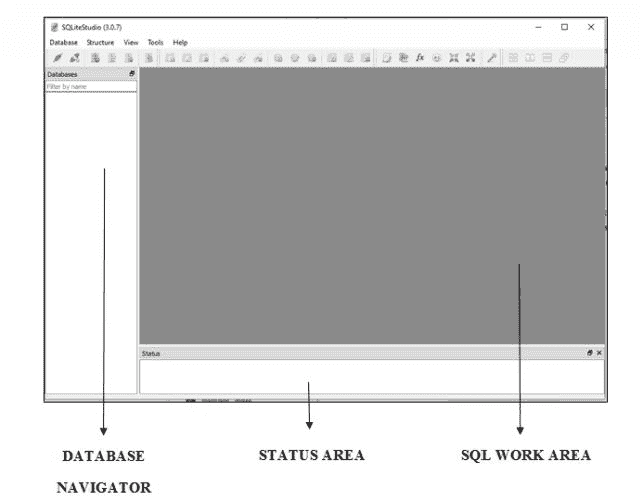 SQLiteStudio (3.0.7)
Database Structure View Tools Help
Databases
Filter by name
Status
DATABASE
NAVIGATOR
STATUS AREA
SQL WORK AREA